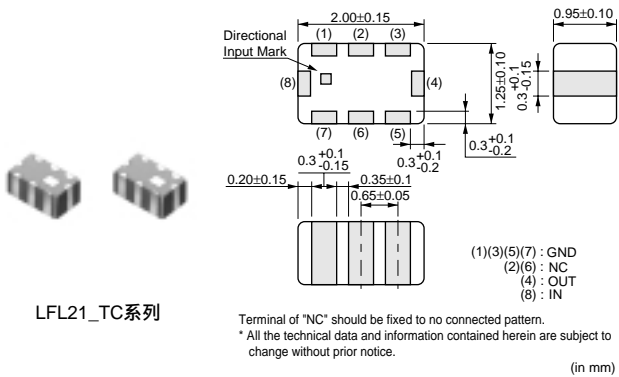 2.00±0.15
0.95±0.10
Directional
Input Mark
(1) (2) (3)
(8)
(4)
(7) (6) (5)
1.25±0.10
0.3 +0.1 -0.15
0.3 +0.1 -0.2
0.3 +0.1 -0.2
0.3 +0.1 -0.15
0.20±0.15
0.35±0.1
0.65±0.05
(1)(3)(5)(7) : GND
(2)(6) : NC
(4) : OUT
(8) : IN
LFL21_TC系列
Terminal of "NC" should be fixed to no connected pattern.
* All the technical data and information contained herein are subject to
change without prior notice.
(in mm)